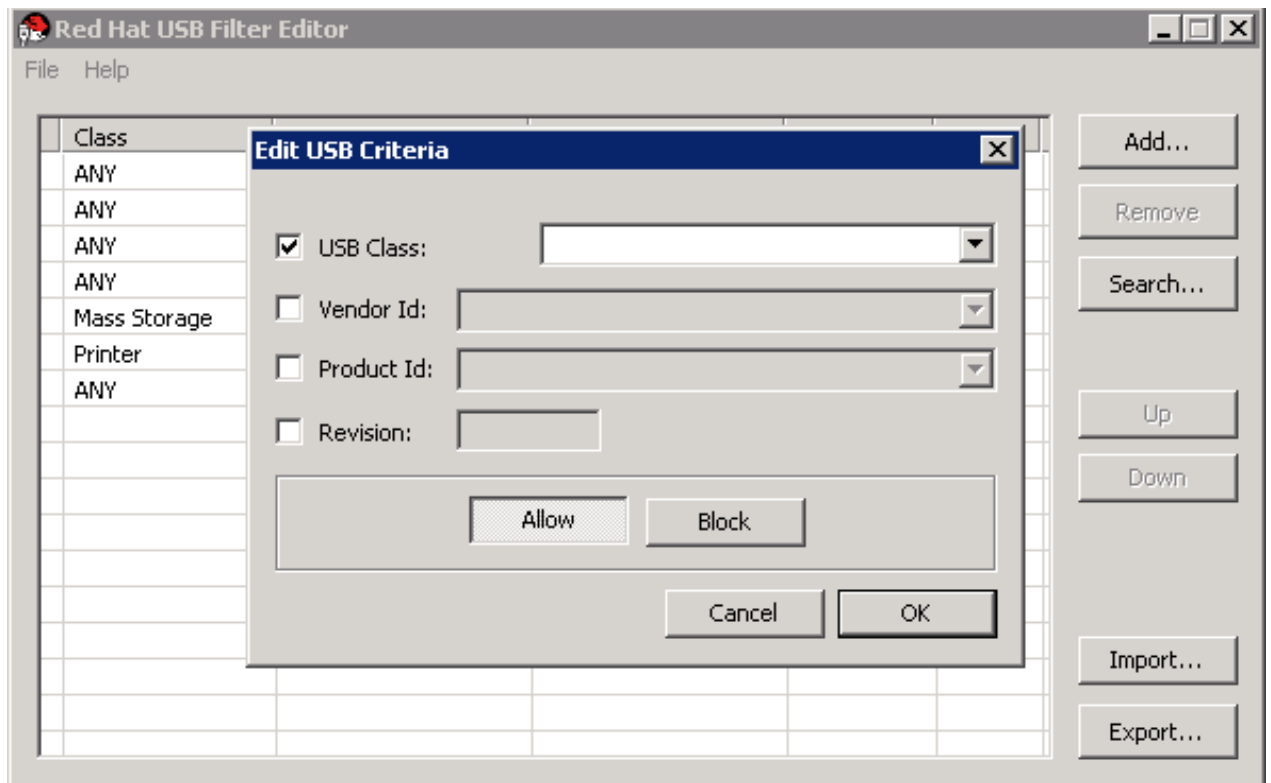 Red Hat USB Filter Editor
File Help
Class
ANY
ANY
ANY
ANY
Mass Storage
Printer
ANY
Edit USB Criteria
USB Class:
Vendor Id:
Product Id:
Revision:
Allow Block
Cancel OK
Add...
Remove
Search...
Up
Down
Import...
Export...